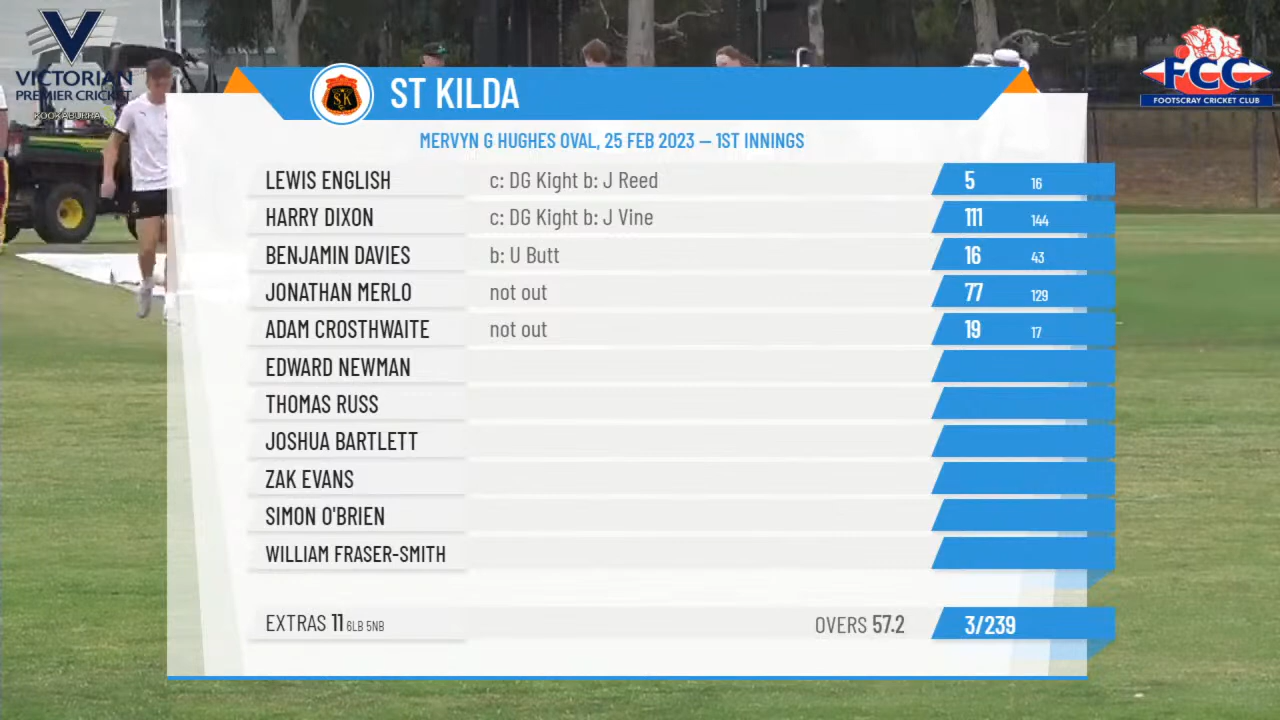 VICTORIAN
PREMIER CRICKET
KOOKABURRA
FCC
FOOTSCRAY CRICKET CLUB
SK
ST KILDA
MERVYN G HUGHES OVAL, 25 FEB 2023 – 1ST INNINGS
LEWIS ENGLISH c: DG Kight b: J Reed 5 16
HARRY DIXON c: DG Kight b: J Vine 111 144
BENJAMIN DAVIES b: U Butt 16 43
JONATHAN MERLO not out 77 129
ADAM CROSTHWAITE not out 19 17
EDWARD NEWMAN
THOMAS RUSS
JOSHUA BARTLETT
ZAK EVANS
SIMON O'BRIEN
WILLIAM FRASER-SMITH
EXTRAS 11 6LB 5NB OVERS 57.2 3/239